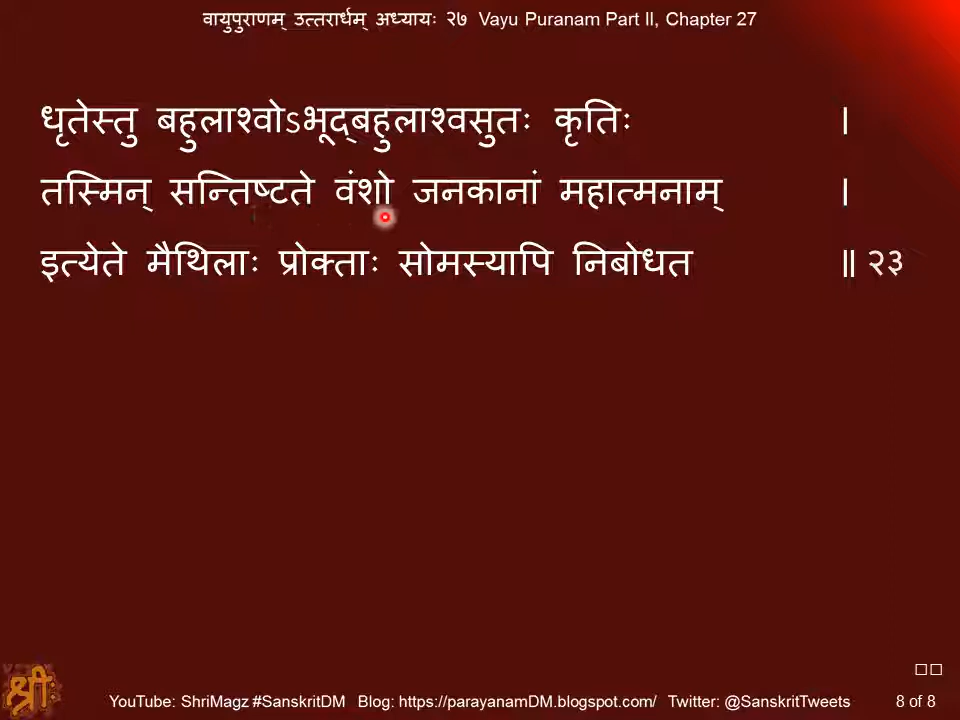 वायुपुराणम् उत्तरार्धम् अध्यायः २७ Vayu Puranam Part II, Chapter 27
धृतेस्तु बहुलाश्वोऽभूद्बहुलाश्वसुतः कृतिः ।
तस्मिन् सन्तिष्टते वंशो जनकानां महात्मनाम् ।
इत्येते मैथिलाः प्रोक्ताः सोमस्यापि निबोधत ॥ २३
श्रीः
YouTube: ShriMagz #SanskritDM Blog: https://parayanamDM.blogspot.com/ Twitter: @SanskritTweets 8 of 8